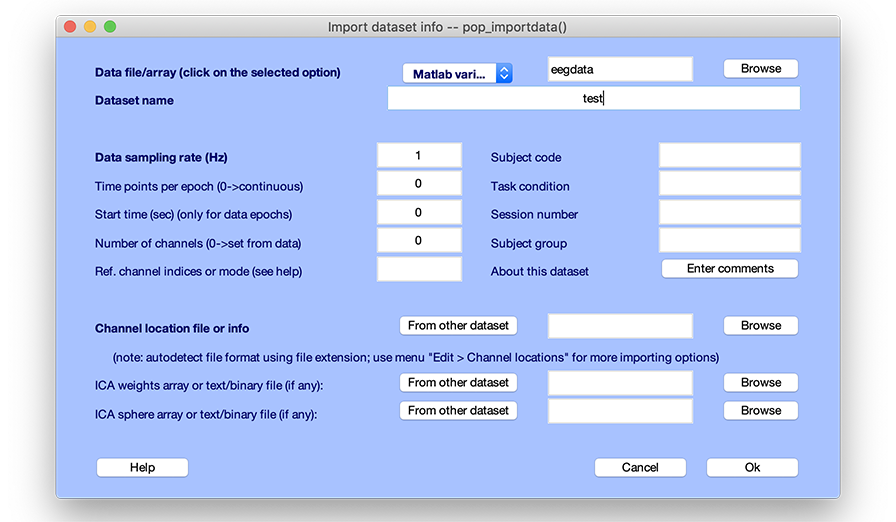 Import dataset info -- pop_importdata()
Data file/array (click on the selected option) Matlab vari... eegdata Browse
Dataset name test
Data sampling rate (Hz) 1 Subject code
Time points per epoch (0->continuous) 0 Task condition
Start time (sec) (only for data epochs) 0 Session number
Number of channels (0->set from data) 0 Subject group
Ref. channel indices or mode (see help) About this dataset Enter comments
Channel location file or info From other dataset Browse
(note: autodetect file format using file extension; use menu "Edit > Channel locations" for more importing options)
ICA weights array or text/binary file (if any): From other dataset Browse
ICA sphere array or text/binary file (if any): From other dataset Browse
Help Cancel Ok